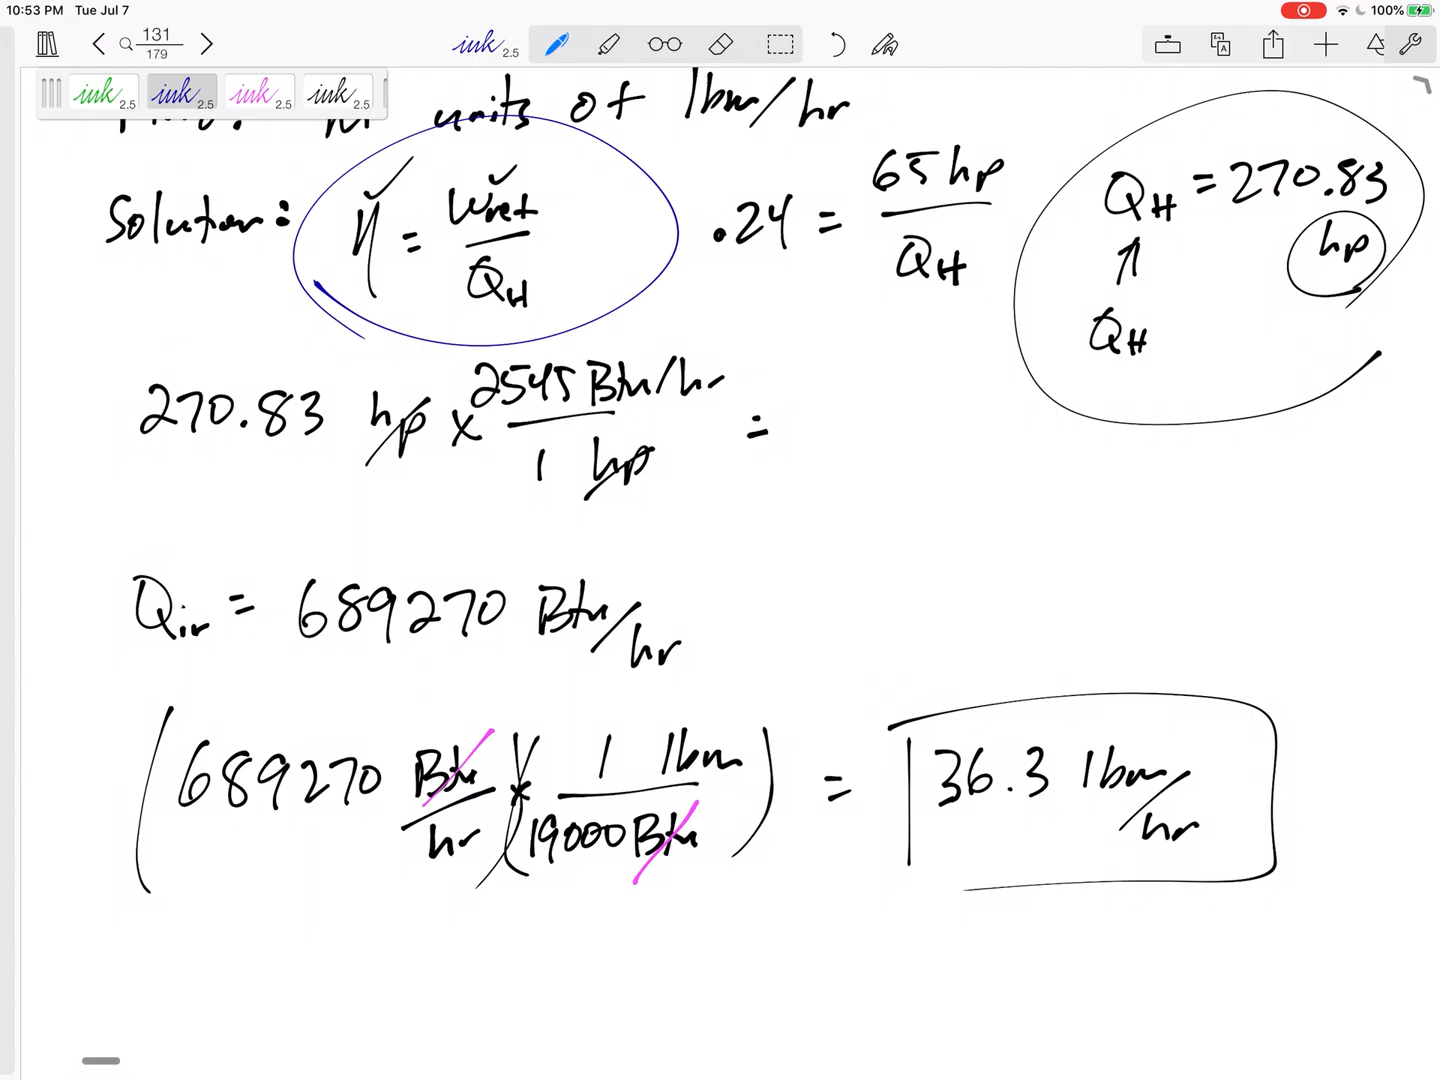 10:53 PM Tue Jul 7
100%
131
179
ink 2.5
ink 2.5 ink 2.5 ink 2.5 ink 2.5
units of lbm/hr
Solution: η = Wnet / QH .24 = 65 hp / QH QH = 270.83 hp
↑
QH
270.83 hp × 2545 Btu/hr / 1 hp =
Qin = 689270 Btu/hr
(689270 Btu/hr) × (1 lbm / 19000 Btu) = 36.3 lbm/hr